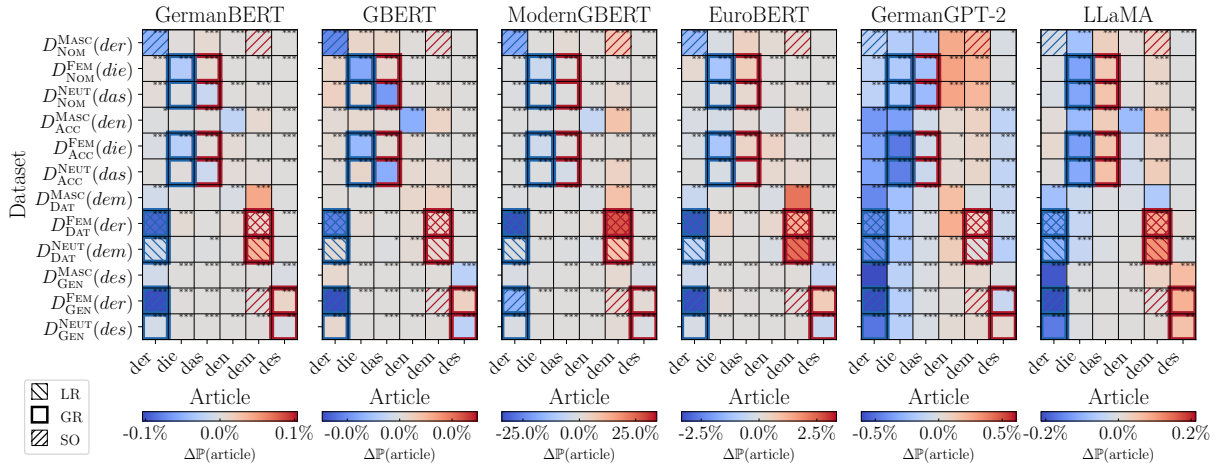 GermanBERT GBERT ModernGBERT EuroBERT GermanGPT-2 LLaMA
Dataset
D^MASC_NOM(der)
D^FEM_NOM(die)
D^NEUT_NOM(das)
D^MASC_ACC(den)
D^FEM_ACC(die)
D^NEUT_ACC(das)
D^MASC_DAT(dem)
D^FEM_DAT(der)
D^NEUT_DAT(dem)
D^MASC_GEN(des)
D^FEM_GEN(der)
D^NEUT_GEN(des)
der die das den dem des der die das den dem des der die das den dem des der die das den dem des der die das den dem des der die das den dem des
Article Article Article Article Article Article
LR
GR
SO
-0.1% 0.0% 0.1% -0.0% 0.0% 0.0% -25.0% 0.0% 25.0% -2.5% 0.0% 2.5% -0.5% 0.0% 0.5% -0.2% 0.0% 0.2%
Δℙ(article) Δℙ(article) Δℙ(article) Δℙ(article) Δℙ(article) Δℙ(article)